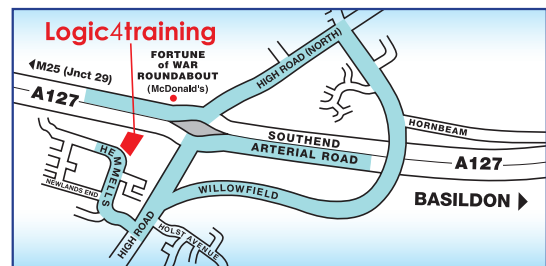 Logic4training
FORTUNE
of WAR
ROUNDABOUT
(McDonald's)
HIGH ROAD (NORTH)
M25 (Jnct 29)
A127
HORNBEAM
SOUTHEND
ARTERIAL ROAD
A127
HEMMELLS
NEWLANDS END
WILLOWFIELD
BASILDON
HIGH ROAD
HOLST AVENUE